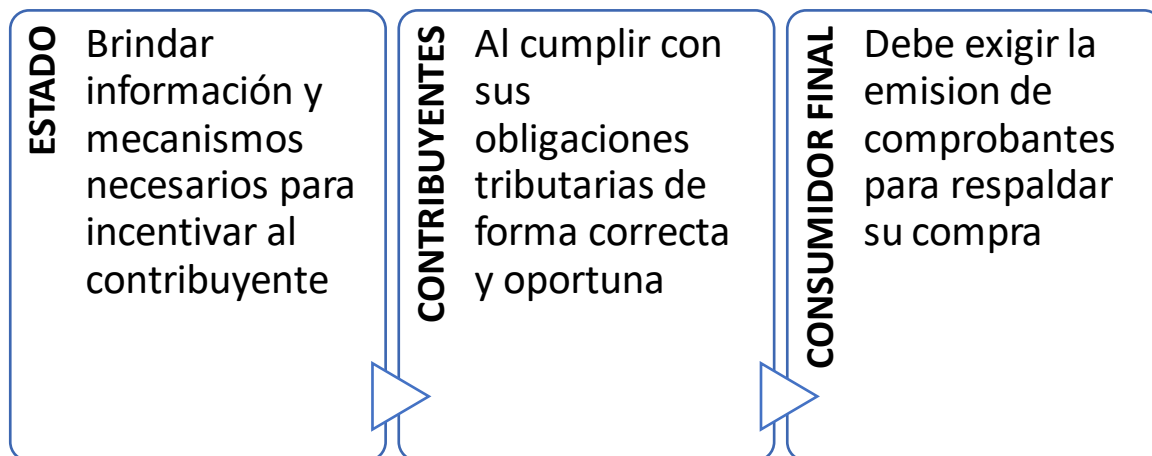 ESTADO
Brindar
información y
mecanismos
necesarios para
incentivar al
contribuyente
CONTRIBUYENTES
Al cumplir con
sus
obligaciones
tributarias de
forma correcta
y oportuna
CONSUMIDOR FINAL
Debe exigir la
emision de
comprobantes
para respaldar
su compra